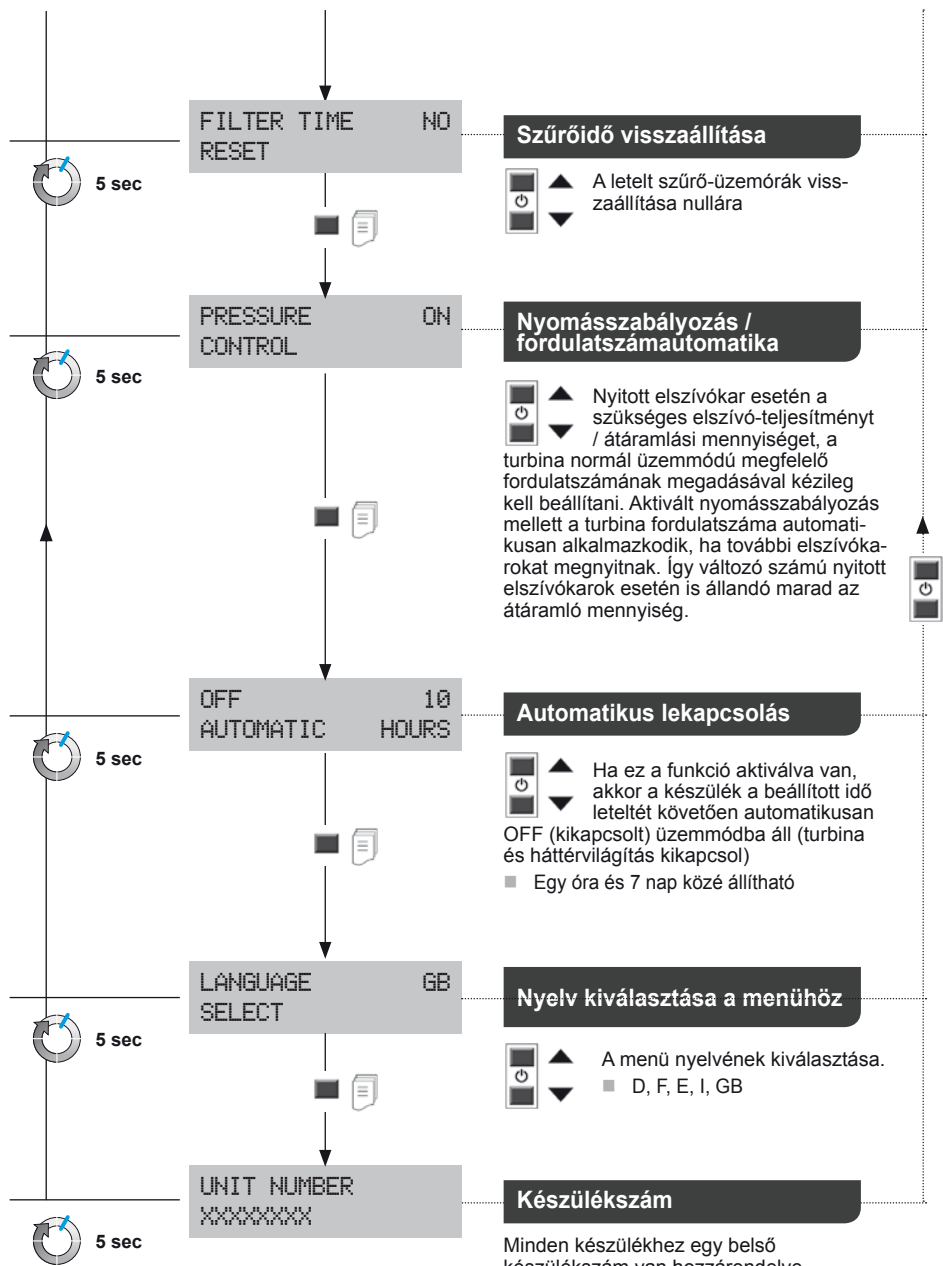 FILTER TIME NO
RESET
5 sec
Szűrőidő visszaállítása
A letelt szűrő-üzemórák vissz-
zaállítása nullára
PRESSURE ON
CONTROL
5 sec
Nyomásszabályozás /
fordulatszámautomatika
Nyitott elszívókar esetén a
szükséges elszívó-teljesítményt
/ átáramlási mennyiséget, a
turbina normál üzemmódú megfelelő
fordulatszámának megadásával kézileg
kell beállítani. Aktivált nyomásszabályozás
mellett a turbina fordulatszáma automati-
kusan alkalmazkodik, ha további elszívóka-
rokat megnyitnak. Így változó számú nyitott
elszívókarok esetén is állandó marad az
átáramló mennyiség.
OFF 10
AUTOMATIC HOURS
5 sec
Automatikus lekapcsolás
Ha ez a funkció aktiválva van,
akkor a készülék a beállított idő
leteltét követően automatikusan
OFF (kikapcsolt) üzemmódba áll (turbina
és háttérvilágítás kikapcsol)
Egy óra és 7 nap közé állítható
LANGUAGE GB
SELECT
5 sec
Nyelv kiválasztása a menühöz
A menü nyelvének kiválasztása.
D, F, E, I, GB
UNIT NUMBER
XXXXXXXX
5 sec
Készülékszám
Minden készülékhez egy belső
készülékszám van hozzárendelve